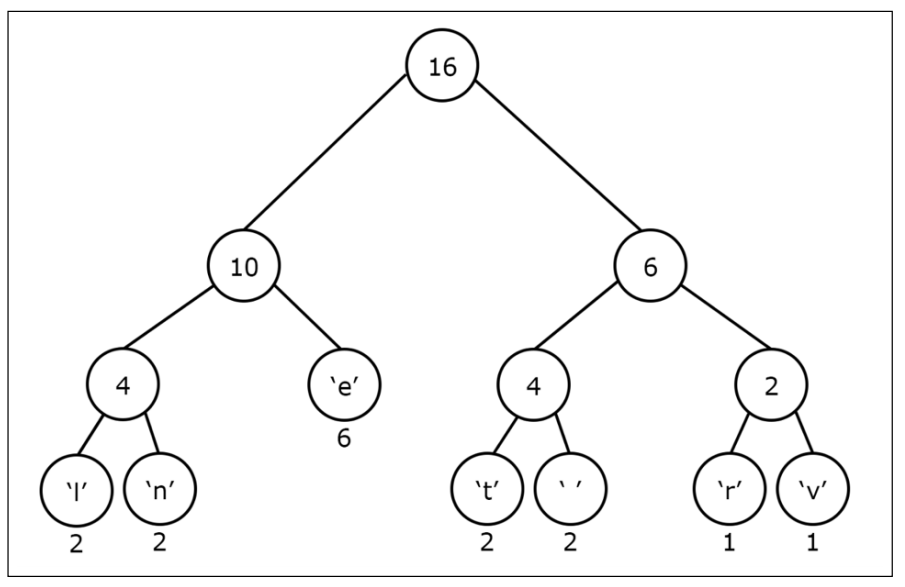 16
10 6
4 ‘e’ 4 2
6
‘l’ ‘n’ ‘t’ ‘ ’ ‘r’ ‘v’
2 2 2 2 1 1